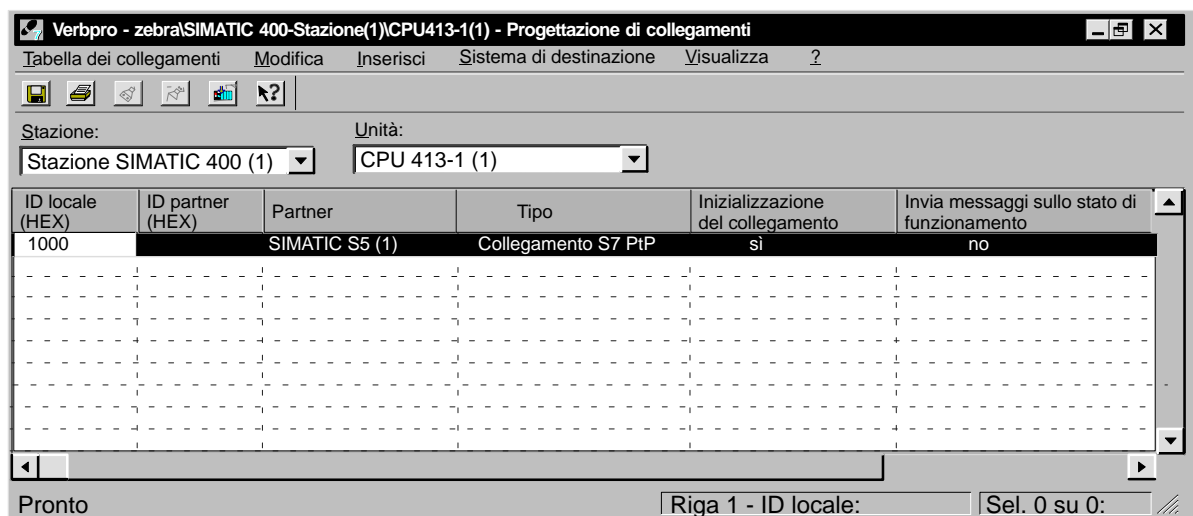 Verbpro - zebra\SIMATIC 400-Stazione(1)\CPU413-1(1) - Progettazione di collegamenti
Tabella dei collegamenti Modifica Inserisci Sistema di destinazione Visualizza ?
Stazione: Unità:
Stazione SIMATIC 400 (1) CPU 413-1 (1)
ID locale (HEX) ID partner (HEX) Partner Tipo Inizializzazione del collegamento Invia messaggi sullo stato di funzionamento
1000 SIMATIC S5 (1) Collegamento S7 PtP sì no
Pronto Riga 1 - ID locale: Sel. 0 su 0: